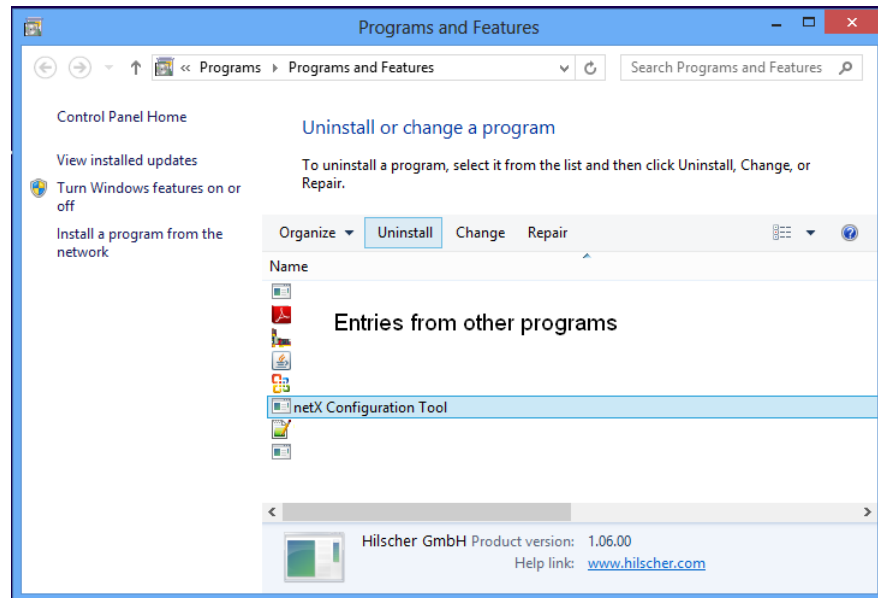 Programs and Features
« Programs ▸ Programs and Features
Search Programs and Features
Control Panel Home
View installed updates
Turn Windows features on or
off
Install a program from the
network
Uninstall or change a program
To uninstall a program, select it from the list and then click Uninstall, Change, or
Repair.
Organize Uninstall Change Repair
Name
Entries from other programs
netX Configuration Tool
Hilscher GmbH Product version: 1.06.00
Help link: www.hilscher.com